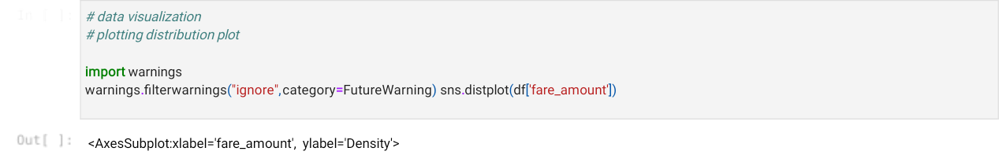 In [ ]:
# data visualization
# plotting distribution plot
import warnings
warnings.filterwarnings("ignore",category=FutureWarning) sns.distplot(df['fare_amount'])
Out[ ]: <AxesSubplot:xlabel='fare_amount', ylabel='Density'>